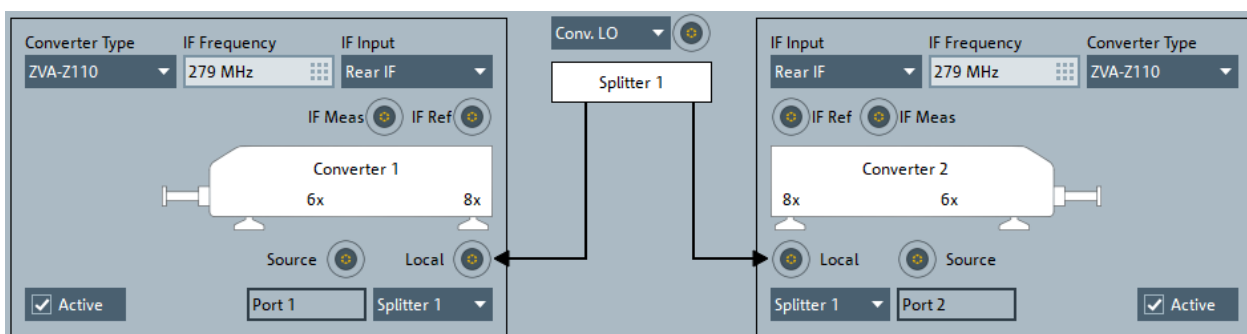 Converter Type IF Frequency IF Input
ZVA-Z110 279 MHz Rear IF
IF Meas IF Ref
Converter 1
6x 8x
Source Local
Active Port 1 Splitter 1
Conv. LO
Splitter 1
IF Input IF Frequency Converter Type
Rear IF 279 MHz ZVA-Z110
IF Ref IF Meas
Converter 2
8x 6x
Local Source
Splitter 1 Port 2 Active